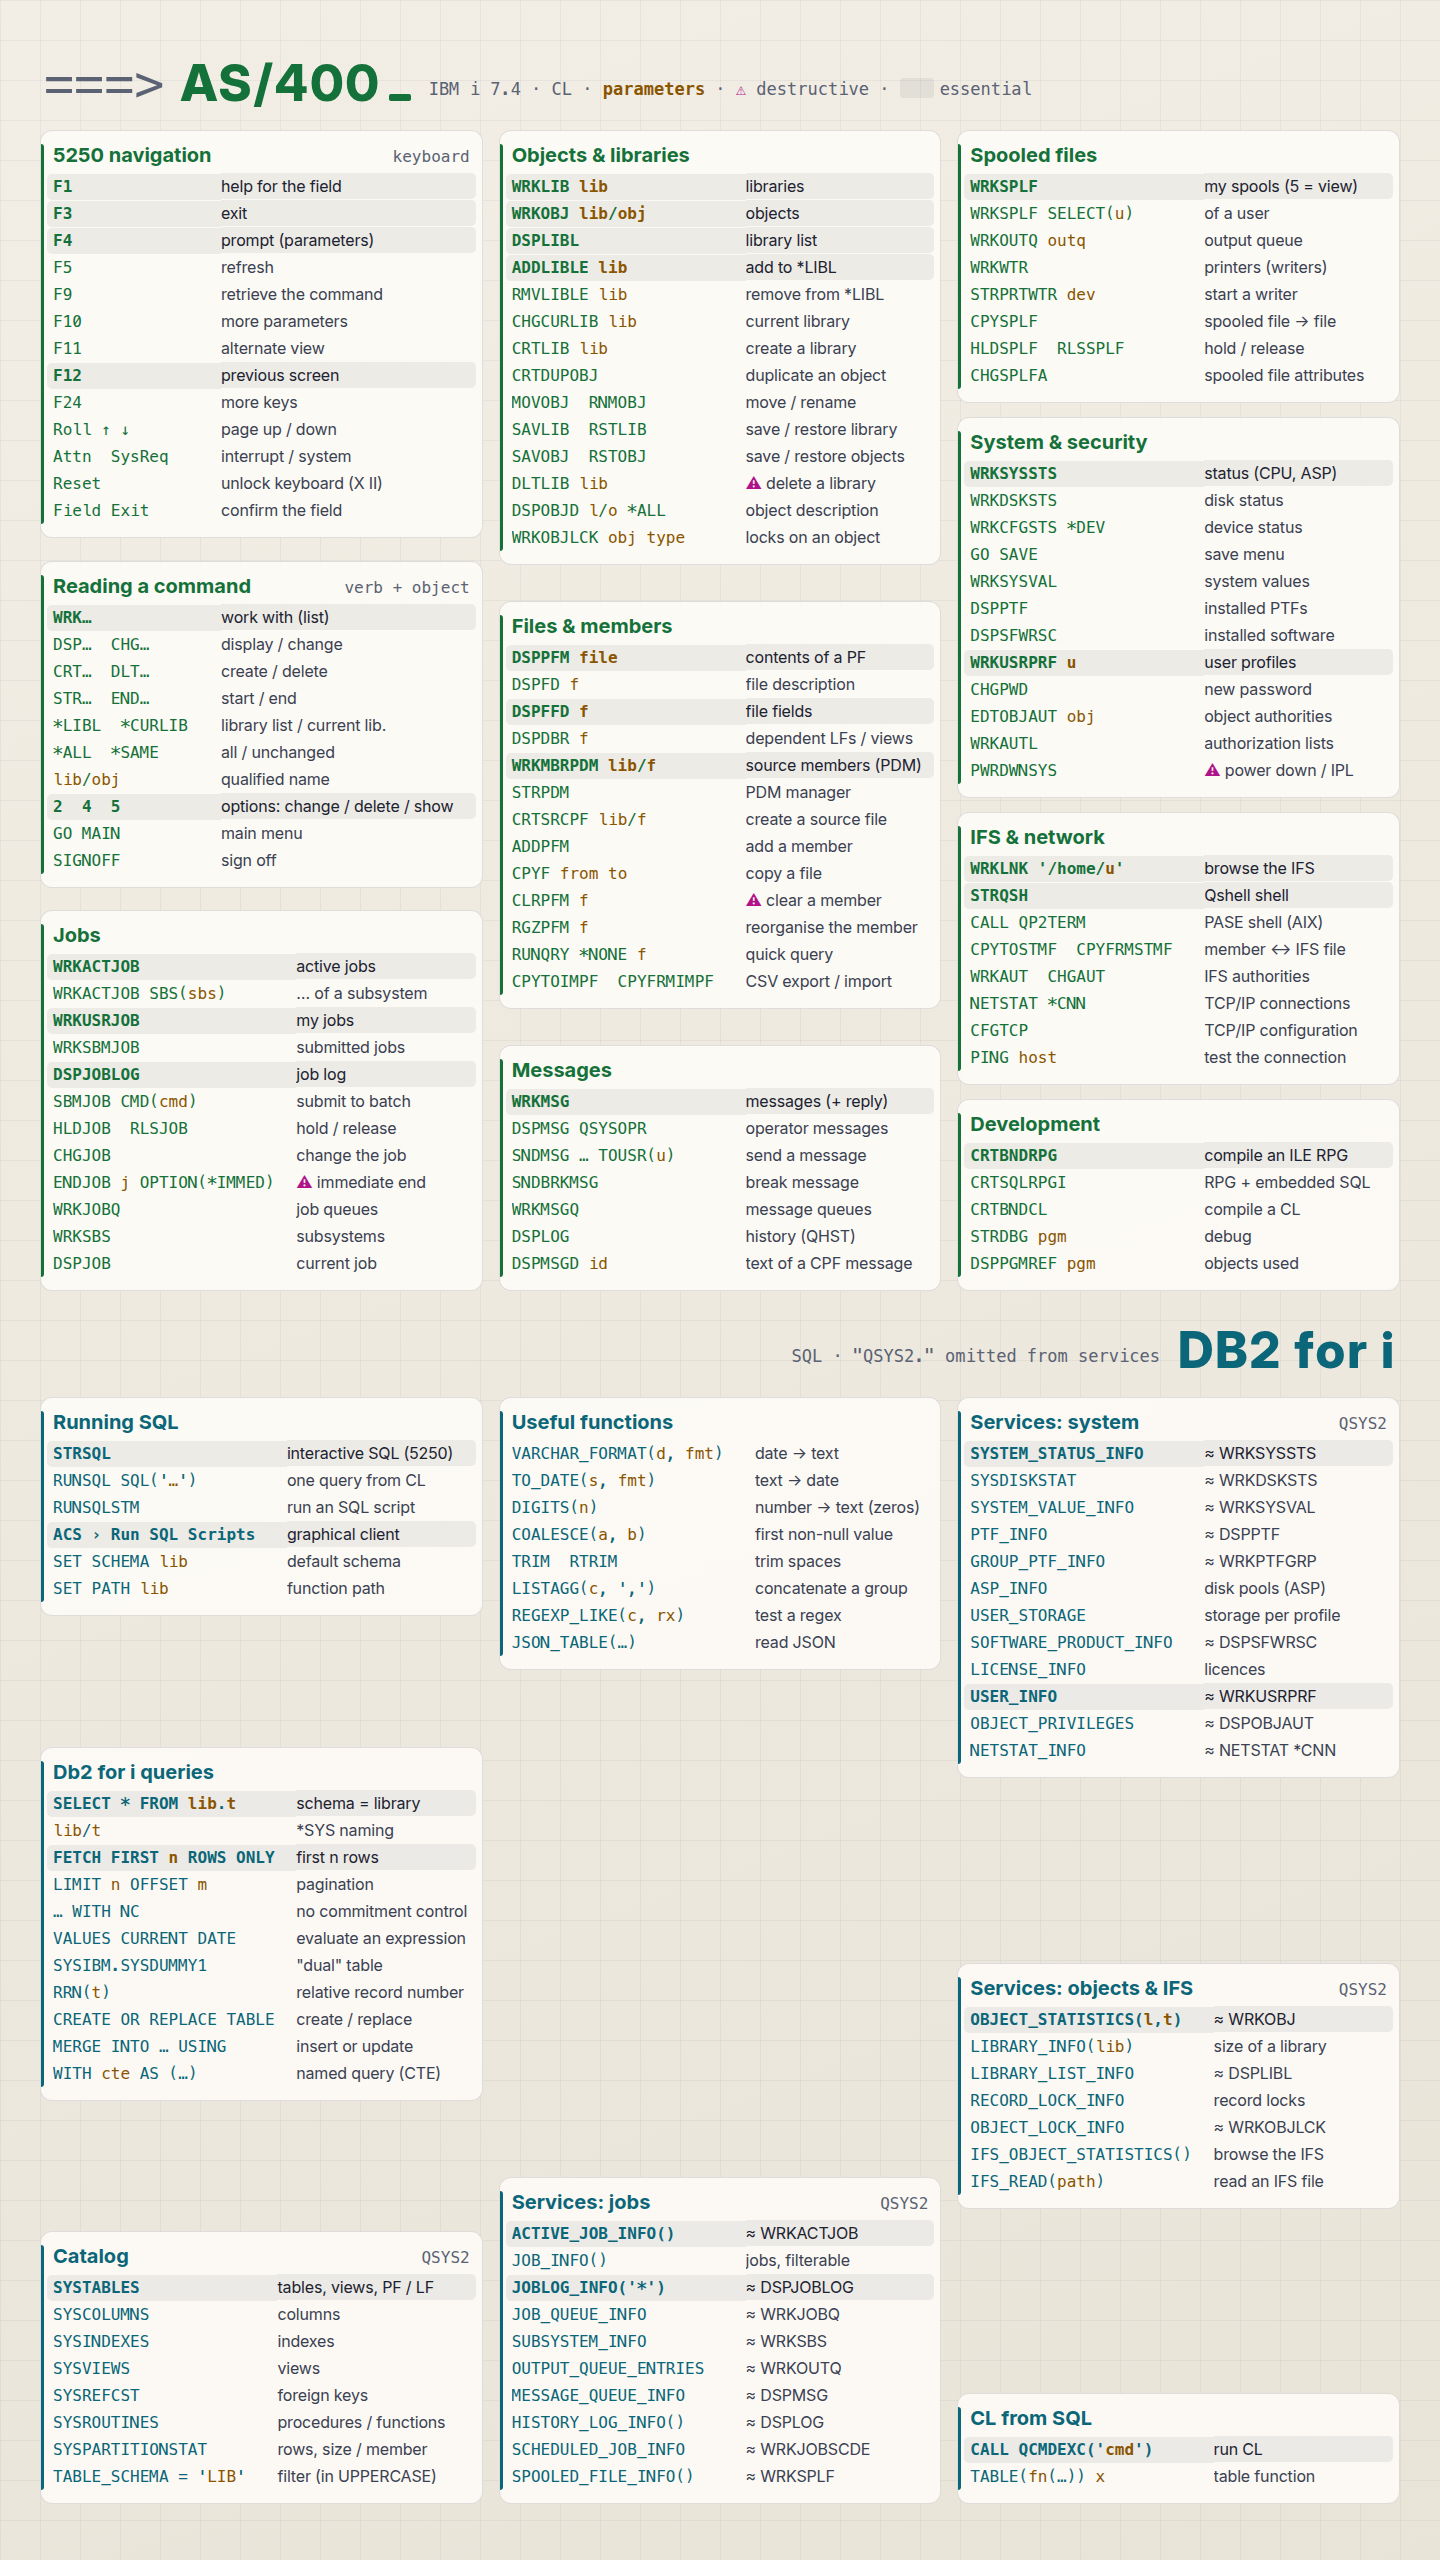 ===> AS/400_ IBM i 7.4 · CL · parameters · ⚠ destructive · essential
5250 navigation keyboard
F1 help for the field
F3 exit
F4 prompt (parameters)
F5 refresh
F9 retrieve the command
F10 more parameters
F11 alternate view
F12 previous screen
F24 more keys
Roll ↑ ↓ page up / down
Attn SysReq interrupt / system
Reset unlock keyboard (X II)
Field Exit confirm the field
Reading a command verb + object
WRK… work with (list)
DSP… CHG… display / change
CRT… DLT… create / delete
STR… END… start / end
*LIBL *CURLIB library list / current lib.
*ALL *SAME all / unchanged
lib/obj qualified name
2 4 5 options: change / delete / show
GO MAIN main menu
SIGNOFF sign off
Jobs
WRKACTJOB active jobs
WRKACTJOB SBS(sbs) … of a subsystem
WRKUSRJOB my jobs
WRKSBMJOB submitted jobs
DSPJOBLOG job log
SBMJOB CMD(cmd) submit to batch
HLDJOB RLSJOB hold / release
CHGJOB change the job
ENDJOB j OPTION(*IMMED) ⚠ immediate end
WRKJOBQ job queues
WRKSBS subsystems
DSPJOB current job
Objects & libraries
WRKLIB lib libraries
WRKOBJ lib/obj objects
DSPLIBL library list
ADDLIBLE lib add to *LIBL
RMVLIBLE lib remove from *LIBL
CHGCURLIB lib current library
CRTLIB lib create a library
CRTDUPOBJ duplicate an object
MOVOBJ RNMOBJ move / rename
SAVLIB RSTLIB save / restore library
SAVOBJ RSTOBJ save / restore objects
DLTLIB lib ⚠ delete a library
DSPOBJD l/o *ALL object description
WRKOBJLCK obj type locks on an object
Files & members
DSPPFM file contents of a PF
DSPFD f file description
DSPFFD f file fields
DSPDBR f dependent LFs / views
WRKMBRPDM lib/f source members (PDM)
STRPDM PDM manager
CRTSRCPF lib/f create a source file
ADDPFM add a member
CPYF from to copy a file
CLRPFM f ⚠ clear a member
RGZPFM f reorganise the member
RUNQRY *NONE f quick query
CPYTOIMPF CPYFRMIMPF CSV export / import
Messages
WRKMSG messages (+ reply)
DSPMSG QSYSOPR operator messages
SNDMSG … TOUSR(u) send a message
SNDBRKMSG break message
WRKMSGQ message queues
DSPLOG history (QHST)
DSPMSGD id text of a CPF message
Spooled files
WRKSPLF my spools (5 = view)
WRKSPLF SELECT(u) of a user
WRKOUTQ outq output queue
WRKWTR printers (writers)
STRPRTWTR dev start a writer
CPYSPLF spooled file → file
HLDSPLF RLSSPLF hold / release
CHGSPLFA spooled file attributes
System & security
WRKSYSSTS status (CPU, ASP)
WRKDSKSTS disk status
WRKCFGSTS *DEV device status
GO SAVE save menu
WRKSYSVAL system values
DSPPTF installed PTFs
DSPSFWRSC installed software
WRKUSRPRF u user profiles
CHGPWD new password
EDTOBJAUT obj object authorities
WRKAUTL authorization lists
PWRDWNSYS ⚠ power down / IPL
IFS & network
WRKLNK '/home/u' browse the IFS
STRQSH Qshell shell
CALL QP2TERM PASE shell (AIX)
CPYTOSTMF CPYFRMSTMF member ↔ IFS file
WRKAUT CHGAUT IFS authorities
NETSTAT *CNN TCP/IP connections
CFGTCP TCP/IP configuration
PING host test the connection
Development
CRTBNDRPG compile an ILE RPG
CRTSQLRPGI RPG + embedded SQL
CRTBNDCL compile a CL
STRDBG pgm debug
DSPPGMREF pgm objects used
SQL · "QSYS2." omitted from services DB2 for i
Running SQL
STRSQL interactive SQL (5250)
RUNSQL SQL('…') one query from CL
RUNSQLSTM run an SQL script
ACS › Run SQL Scripts graphical client
SET SCHEMA lib default schema
SET PATH lib function path
Db2 for i queries
SELECT * FROM lib.t schema = library
lib/t *SYS naming
FETCH FIRST n ROWS ONLY first n rows
LIMIT n OFFSET m pagination
… WITH NC no commitment control
VALUES CURRENT DATE evaluate an expression
SYSIBM.SYSDUMMY1 "dual" table
RRN(t) relative record number
CREATE OR REPLACE TABLE create / replace
MERGE INTO … USING insert or update
WITH cte AS (…) named query (CTE)
Catalog QSYS2
SYSTABLES tables, views, PF / LF
SYSCOLUMNS columns
SYSINDEXES indexes
SYSVIEWS views
SYSREFCST foreign keys
SYSROUTINES procedures / functions
SYSPARTITIONSTAT rows, size / member
TABLE_SCHEMA = 'LIB' filter (in UPPERCASE)
Useful functions
VARCHAR_FORMAT(d, fmt) date → text
TO_DATE(s, fmt) text → date
DIGITS(n) number → text (zeros)
COALESCE(a, b) first non-null value
TRIM RTRIM trim spaces
LISTAGG(c, ',') concatenate a group
REGEXP_LIKE(c, rx) test a regex
JSON_TABLE(…) read JSON
Services: jobs QSYS2
ACTIVE_JOB_INFO() ≈ WRKACTJOB
JOB_INFO() jobs, filterable
JOBLOG_INFO('*') ≈ DSPJOBLOG
JOB_QUEUE_INFO ≈ WRKJOBQ
SUBSYSTEM_INFO ≈ WRKSBS
OUTPUT_QUEUE_ENTRIES ≈ WRKOUTQ
MESSAGE_QUEUE_INFO ≈ DSPMSG
HISTORY_LOG_INFO() ≈ DSPLOG
SCHEDULED_JOB_INFO ≈ WRKJOBSCDE
SPOOLED_FILE_INFO() ≈ WRKSPLF
Services: system QSYS2
SYSTEM_STATUS_INFO ≈ WRKSYSSTS
SYSDISKSTAT ≈ WRKDSKSTS
SYSTEM_VALUE_INFO ≈ WRKSYSVAL
PTF_INFO ≈ DSPPTF
GROUP_PTF_INFO ≈ WRKPTFGRP
ASP_INFO disk pools (ASP)
USER_STORAGE storage per profile
SOFTWARE_PRODUCT_INFO ≈ DSPSFWRSC
LICENSE_INFO licences
USER_INFO ≈ WRKUSRPRF
OBJECT_PRIVILEGES ≈ DSPOBJAUT
NETSTAT_INFO ≈ NETSTAT *CNN
Services: objects & IFS QSYS2
OBJECT_STATISTICS(l,t) ≈ WRKOBJ
LIBRARY_INFO(lib) size of a library
LIBRARY_LIST_INFO ≈ DSPLIBL
RECORD_LOCK_INFO record locks
OBJECT_LOCK_INFO ≈ WRKOBJLCK
IFS_OBJECT_STATISTICS() browse the IFS
IFS_READ(path) read an IFS file
CL from SQL
CALL QCMDEXC('cmd') run CL
TABLE(fn(…)) x table function